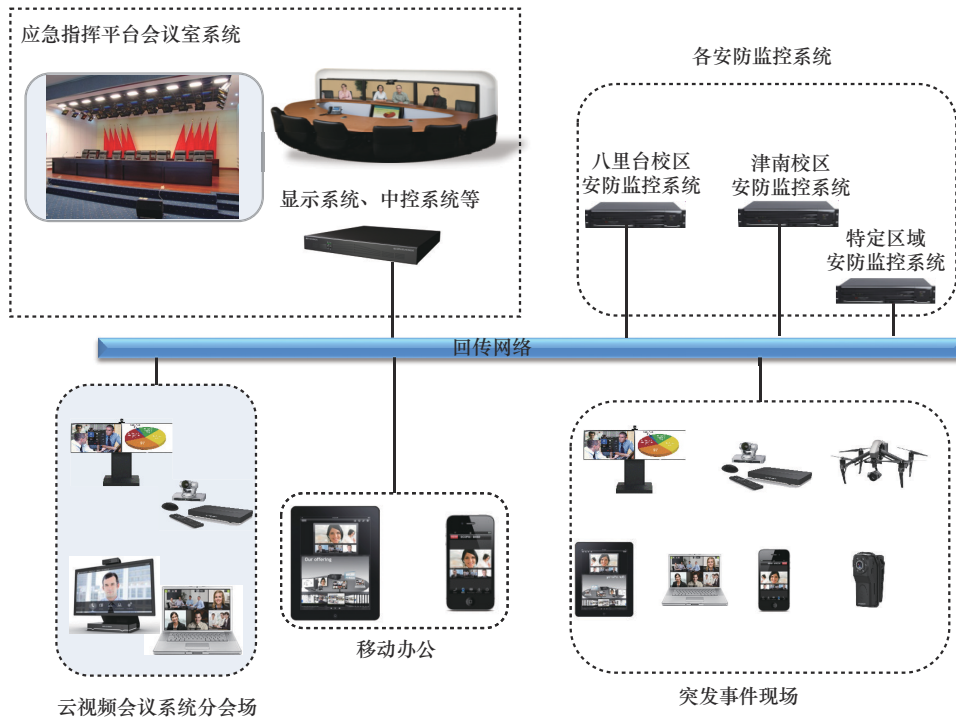 应急指挥平台会议室系统
显示系统、中控系统等
各安防监控系统
八里台校区
安防监控系统
津南校区
安防监控系统
特定区域
安防监控系统
回传网络
Our offering
移动办公
云视频会议系统分会场
突发事件现场